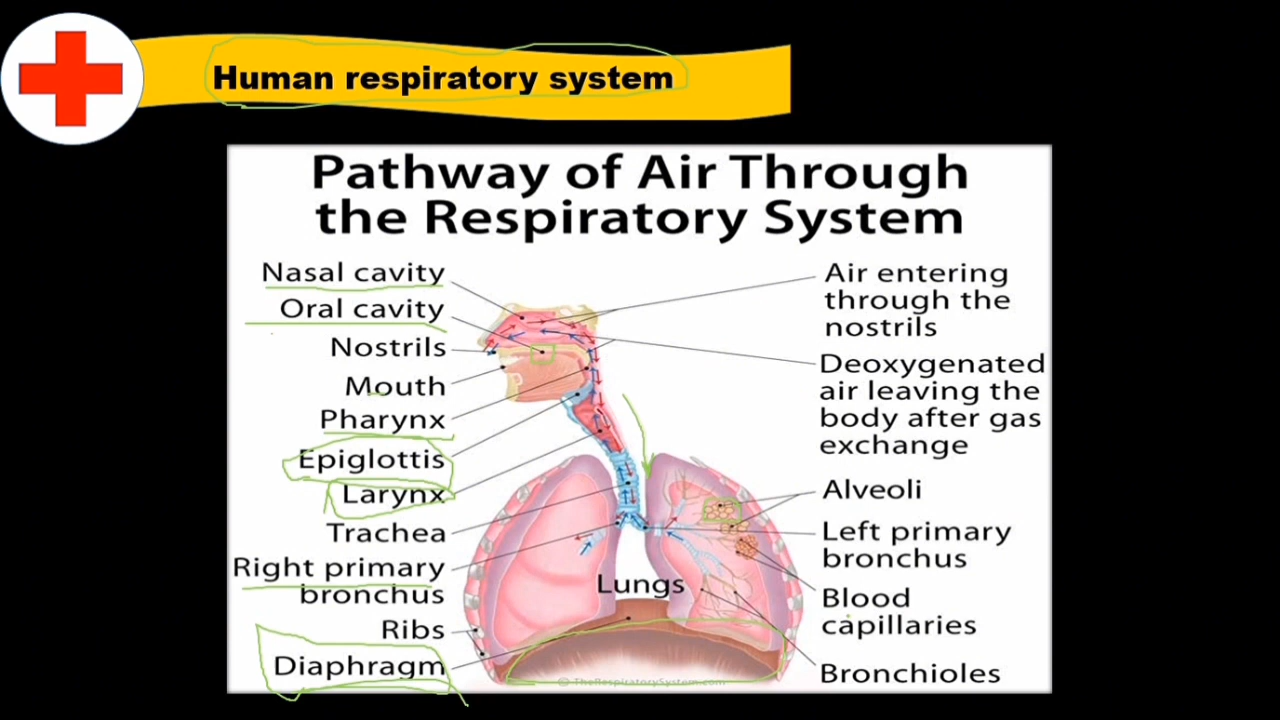 Human respiratory system
Pathway of Air Through
the Respiratory System
Nasal cavity
Oral cavity
Nostrils
Mouth
Pharynx
Epiglottis
Larynx
Trachea
Right primary
bronchus
Ribs
Diaphragm
Lungs
Air entering
through the
nostrils
Deoxygenated
air leaving the
body after gas
exchange
Alveoli
Left primary
bronchus
Blood
capillaries
Bronchioles
© TheRespiratorySystem.com